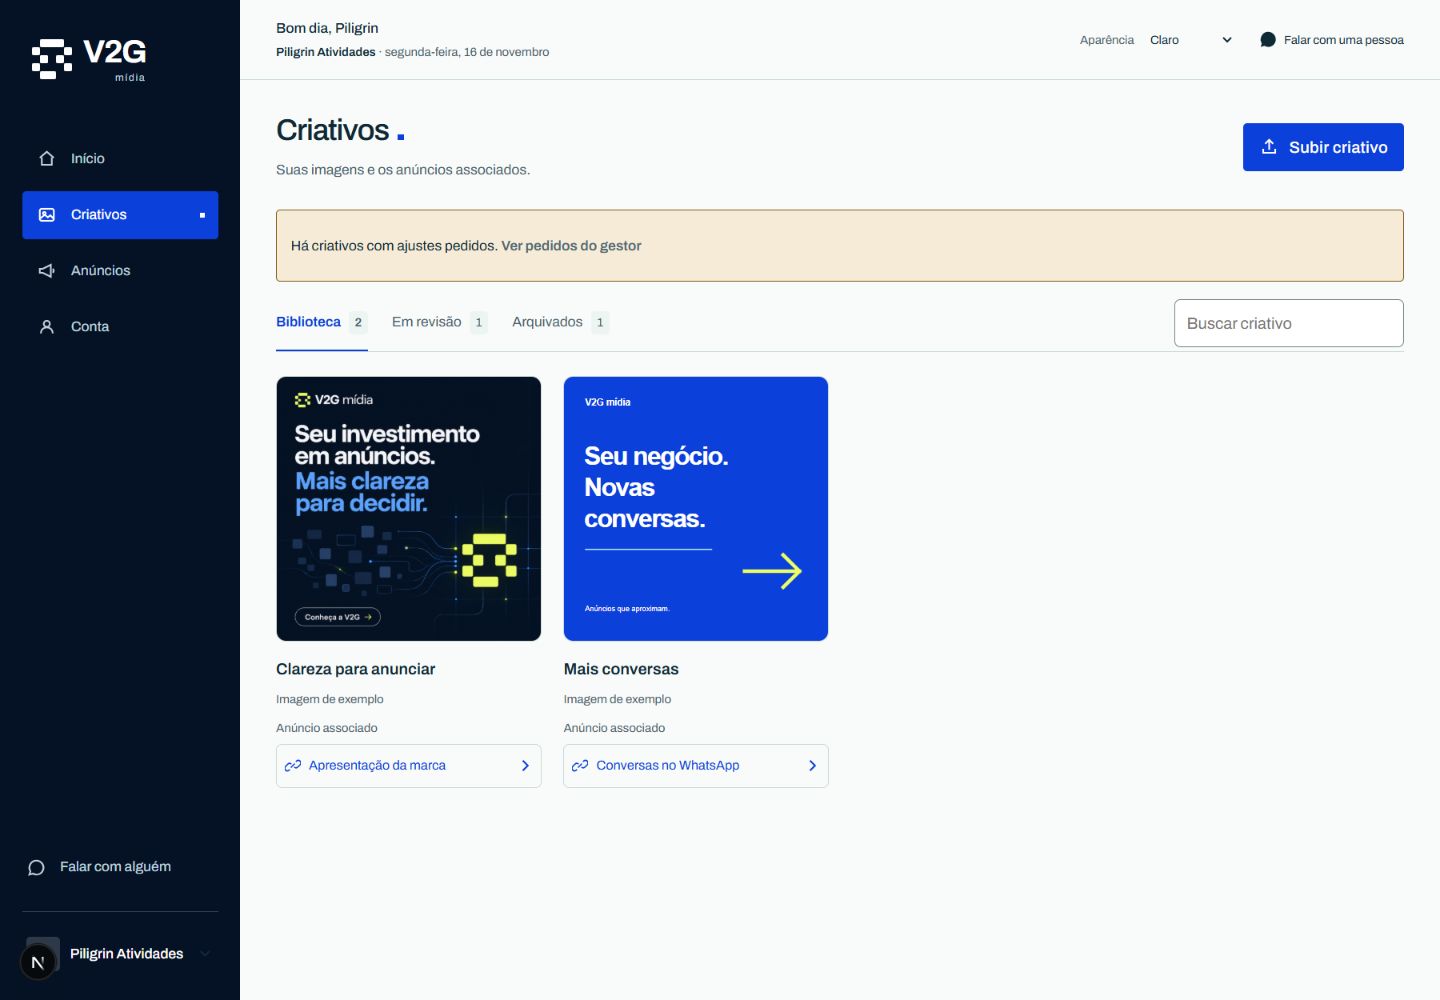 V2G
mídia
Início
Criativos
Anúncios
Conta
Falar com alguém
N
Piligrin Atividades
Bom dia, Piligrin
Piligrin Atividades · segunda-feira, 16 de novembro
Aparência Claro
Falar com uma pessoa
Criativos .
Suas imagens e os anúncios associados.
Subir criativo
Há criativos com ajustes pedidos. Ver pedidos do gestor
Biblioteca 2
Em revisão 1
Arquivados 1
Buscar criativo
V2G mídia
Seu investimento
em anúncios.
Mais clareza
para decidir.
Conheça a V2G →
Clareza para anunciar
Imagem de exemplo
Anúncio associado
Apresentação da marca
V2G mídia
Seu negócio.
Novas
conversas.
Anúncios que aproximam.
Mais conversas
Imagem de exemplo
Anúncio associado
Conversas no WhatsApp